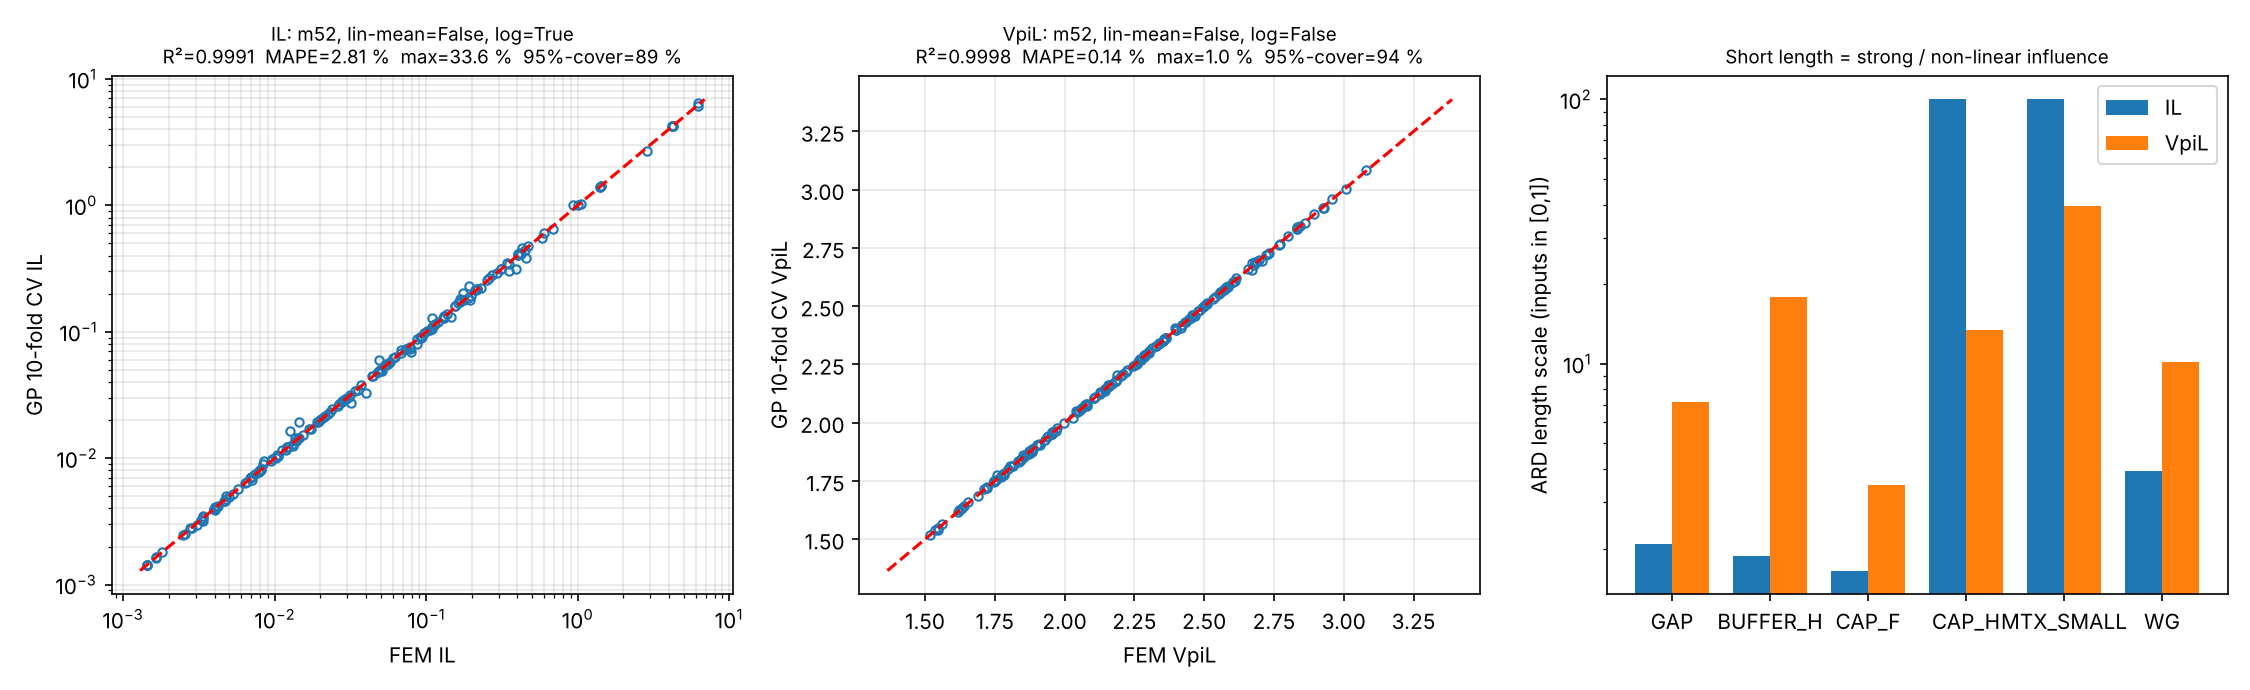 IL: m52, lin-mean=False, log=True
R²=0.9991 MAPE=2.81 % max=33.6 % 95%-cover=89 %
10¹
10⁰
10⁻¹
10⁻²
10⁻³
GP 10-fold CV IL
10⁻³ 10⁻² 10⁻¹ 10⁰ 10¹
FEM IL
VpiL: m52, lin-mean=False, log=False
R²=0.9998 MAPE=0.14 % max=1.0 % 95%-cover=94 %
3.25
3.00
2.75
2.50
2.25
2.00
1.75
1.50
GP 10-fold CV VpiL
1.50 1.75 2.00 2.25 2.50 2.75 3.00 3.25
FEM VpiL
Short length = strong / non-linear influence
10²
10¹
ARD length scale (inputs in [0,1])
IL
VpiL
GAP BUFFER_H CAP_F CAP_HMTX_SMALL WG